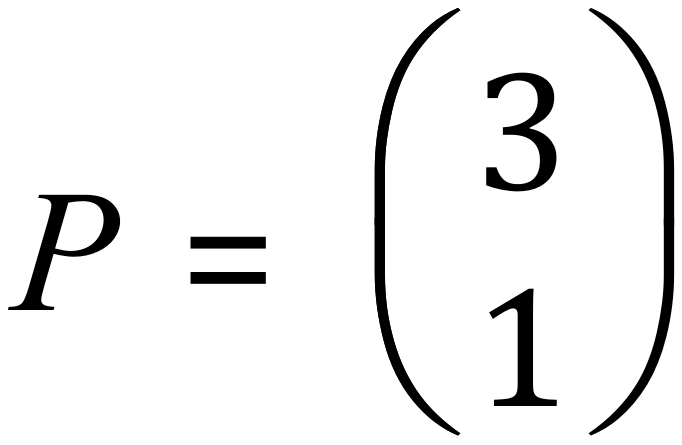 P = (3
1)